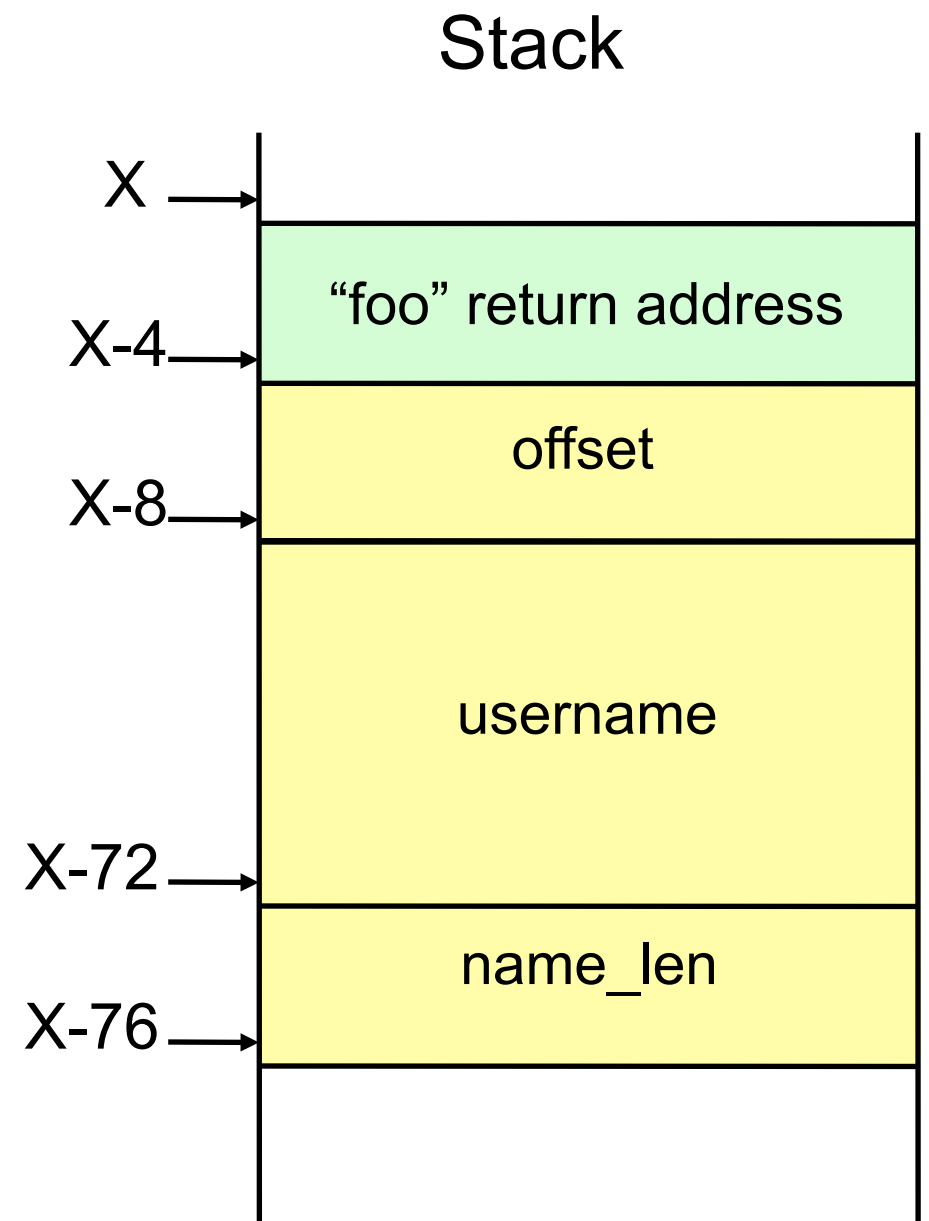 Stack
X
“foo” return address
X-4
offset
X-8
username
X-72
name_len
X-76